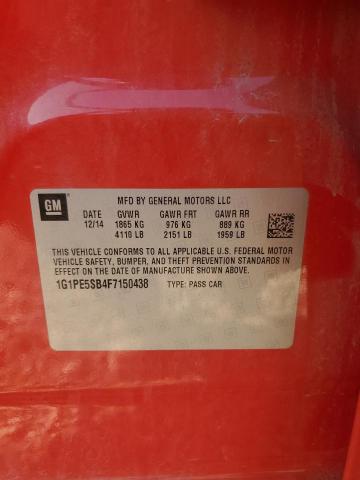 GM
MFD BY GENERAL MOTORS LLC
DATE GVWR GAWR FRT GAWR RR
12/14 1865 KG 976 KG 889 KG
4110 LB 2151 LB 1959 LB
THIS VEHICLE CONFORMS TO ALL APPLICABLE U.S. FEDERAL MOTOR
VEHICLE SAFETY, BUMPER, AND THEFT PREVENTION STANDARDS IN
EFFECT ON THE DATE OF MANUFACTURE SHOWN ABOVE.
1G1PE5SB4F7150438 TYPE: PASS CAR